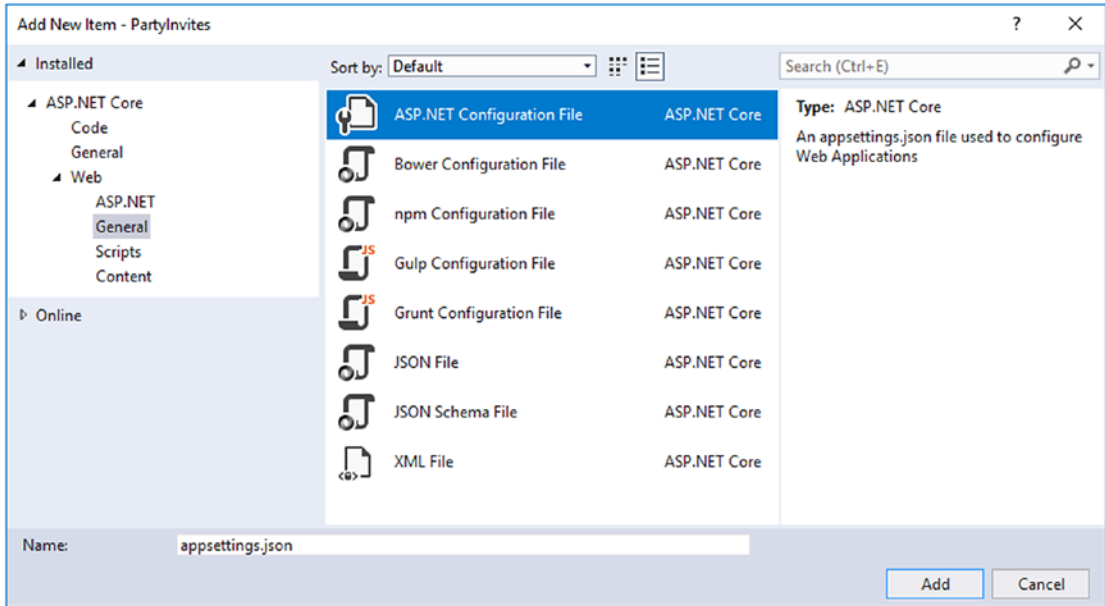 Add New Item - PartyInvites
? X
Installed
Sort by: Default
Search (Ctrl+E)
ASP.NET Core
Code
General
Web
ASP.NET
General
Scripts
Content
Online
ASP.NET Configuration File ASP.NET Core
Bower Configuration File ASP.NET Core
npm Configuration File ASP.NET Core
JS
Gulp Configuration File ASP.NET Core
JS
Grunt Configuration File ASP.NET Core
JSON File ASP.NET Core
JSON Schema File ASP.NET Core
XML File ASP.NET Core
Type: ASP.NET Core
An appsettings.json file used to configure
Web Applications
Name: appsettings.json
Add Cancel